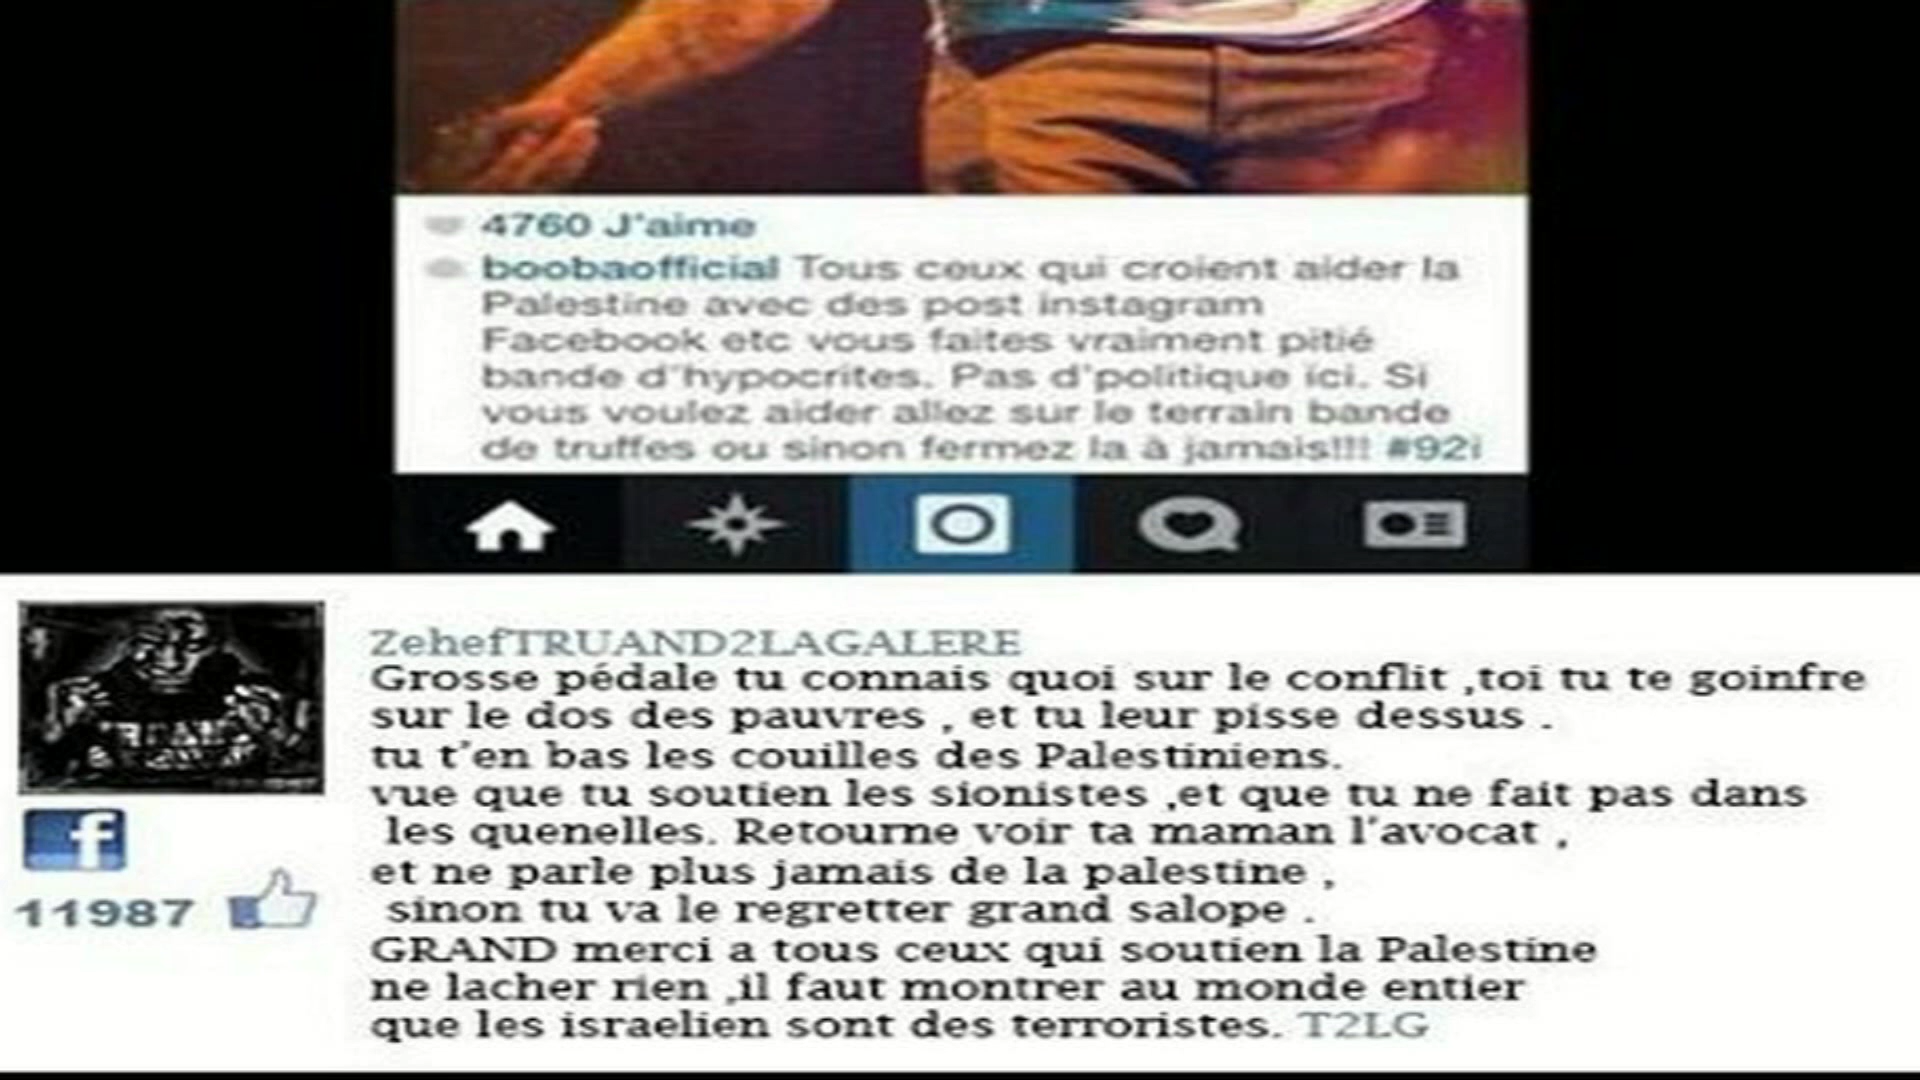 4760 J'aime
boobaofficial Tous ceux qui croient aider la
Palestine avec des post instagram
Facebook etc vous faites vraiment pitié
bande d'hypocrites. Pas d'politique ici. Si
vous voulez aider allez sur le terrain bande
de truffes ou sinon fermez la à jamais!!! #92i
ZehefTRUAND2LAGALERE
Grosse pédale tu connais quoi sur le conflit ,toi tu te goinfre
sur le dos des pauvres , et tu leur pisse dessus .
tu t'en bas les couilles des Palestiniens.
vue que tu soutien les sionistes ,et que tu ne fait pas dans
les quenelles. Retourne voir ta maman l'avocat ,
et ne parle plus jamais de la palestine ,
sinon tu va le regretter grand salope .
GRAND merci a tous ceux qui soutien la Palestine
ne lacher rien ,il faut montrer au monde entier
que les israelien sont des terroristes. T2LG
f
11987